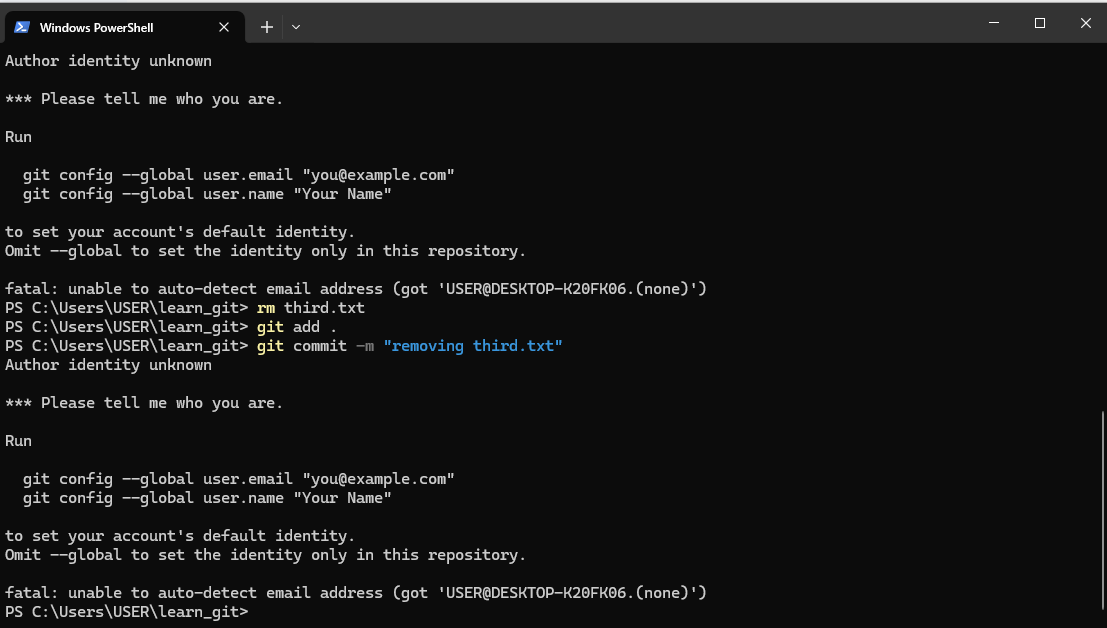 Windows PowerShell
Author identity unknown
*** Please tell me who you are.
Run
git config --global user.email "you@example.com"
git config --global user.name "Your Name"
to set your account's default identity.
Omit --global to set the identity only in this repository.
fatal: unable to auto-detect email address (got 'USER@DESKTOP-K20FK06.(none)')
PS C:\Users\USER\learn_git> rm third.txt
PS C:\Users\USER\learn_git> git add .
PS C:\Users\USER\learn_git> git commit -m "removing third.txt"
Author identity unknown
*** Please tell me who you are.
Run
git config --global user.email "you@example.com"
git config --global user.name "Your Name"
to set your account's default identity.
Omit --global to set the identity only in this repository.
fatal: unable to auto-detect email address (got 'USER@DESKTOP-K20FK06.(none)')
PS C:\Users\USER\learn_git>